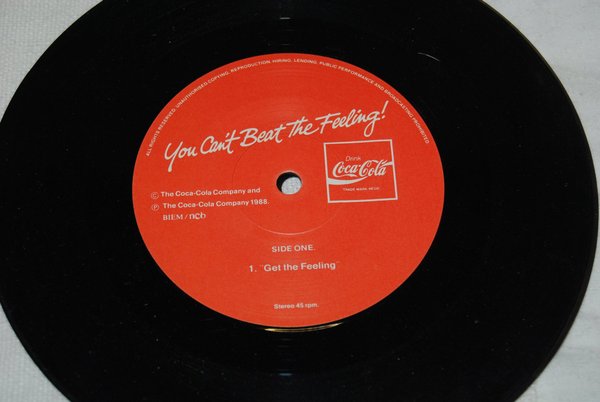 ALL RIGHTS RESERVED. UNAUTHORISED COPYING, REPRODUCTION, HIRING, LENDING, PUBLIC PERFORMANCE AND BROADCASTING PROHIBITED
You Can't Beat The Feeling!
Drink
Coca-Cola
TRADE MARK REGD.
© The Coca-Cola Company and
℗ The Coca-Cola Company 1988.
BIEM / ncb
SIDE ONE.
1. "Get the Feeling"
Stereo 45 rpm.